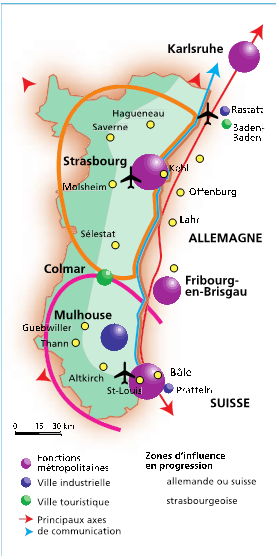 Karlsruhe
Hagueneau
Rastatt
Saverne
Baden-
Baden
Strasbourg
Kehl
Molsheim
Offenburg
Lahr
Sélestat
ALLEMAGNE
Colmar
Fribourg-
en-Brisgau
Mulhouse
Guebwiller
Thann
Altkirch
Bâle
St-Louis
Pratteln
SUISSE
0 15 30 km
Fonctions
métropolitaines
Ville industrielle
Ville touristique
Principaux axes
de communication
Zones d'influence
en progression
allemande ou suisse
strasbourgeoise